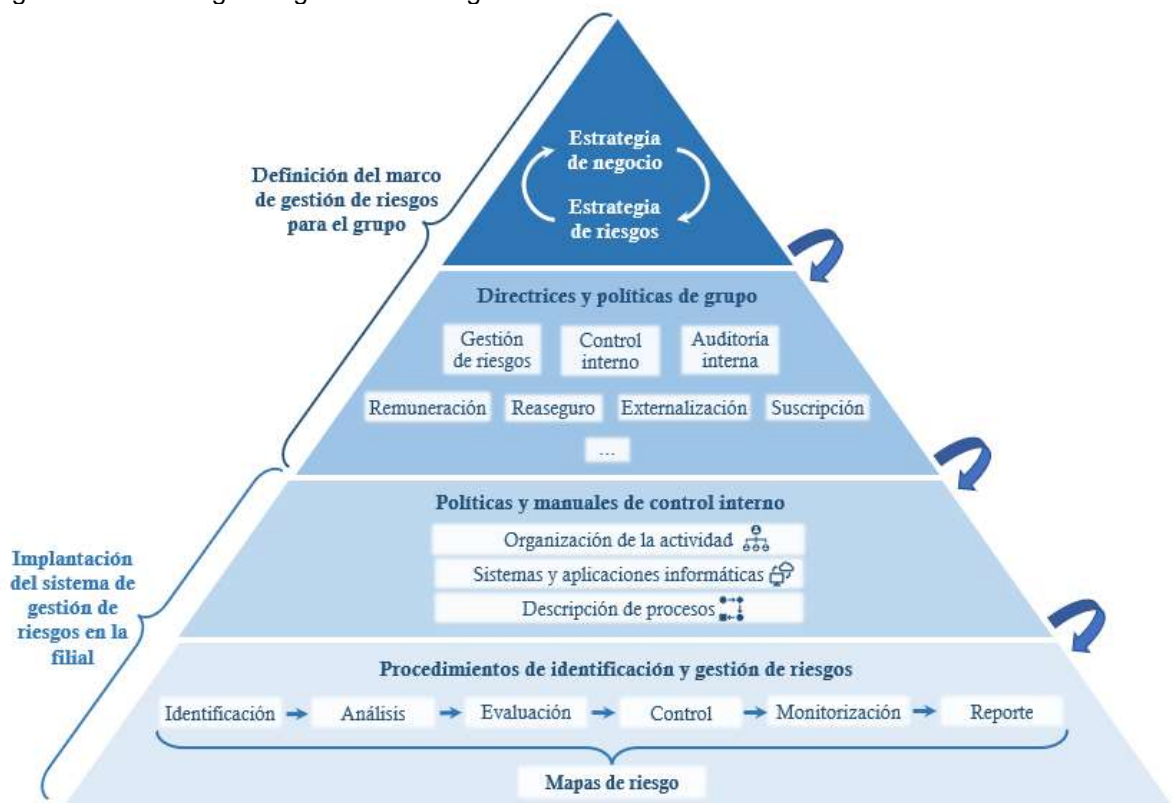 Estrategia
de negocio
Estrategia
de riesgos
Definición del marco
de gestión de riesgos
para el grupo
Directrices y políticas de grupo
Gestión
de riesgos
Control
interno
Auditoría
interna
Remuneración
Reaseguro
Externalización
Suscripción
...
Políticas y manuales de control interno
Organización de la actividad
Sistemas y aplicaciones informáticas
Descripción de procesos
Implantación
del sistema de
gestión de
riesgos en la
filial
Procedimientos de identificación y gestión de riesgos
Identificación
Análisis
Evaluación
Control
Monitorización
Reporte
Mapas de riesgo